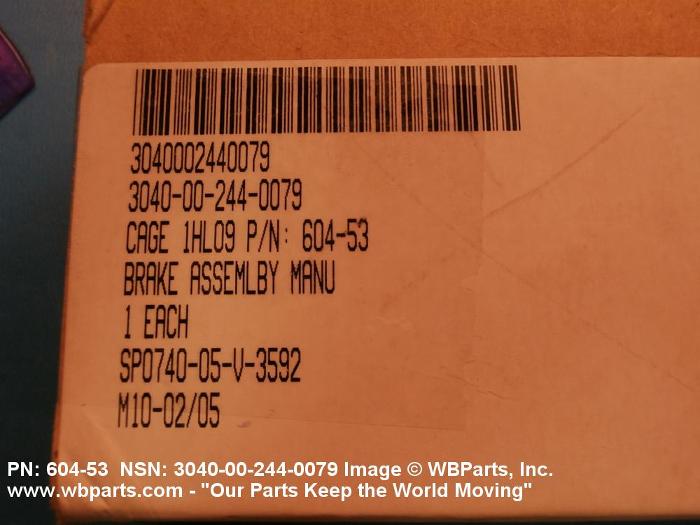 3040002440079
3040-00-244-0079
CAGE 1HL09 P/N: 604-53
BRAKE ASSEMLBY MANU
1 EACH
SPO740-05-V-3592
M10-02/05
PN: 604-53 NSN: 3040-00-244-0079 Image © WBParts, Inc.
www.wbparts.com - "Our Parts Keep the World Moving"